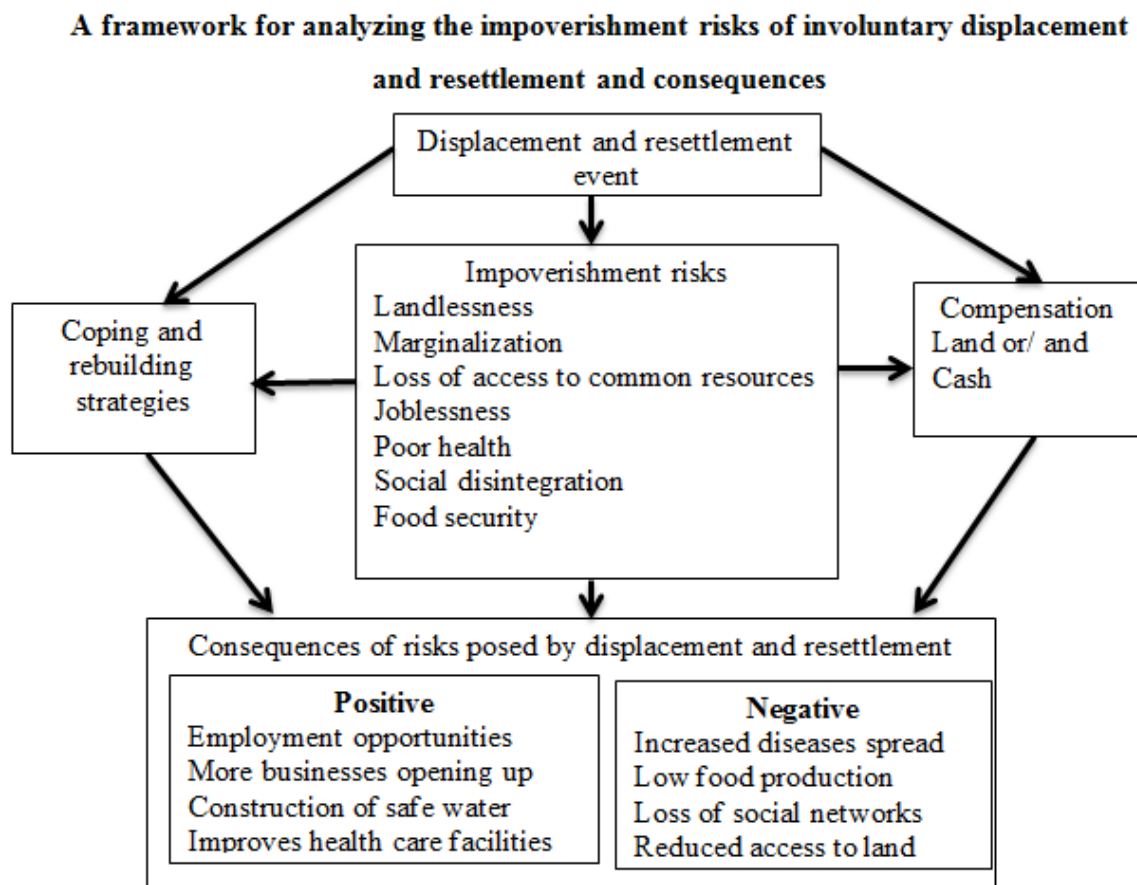 A framework for analyzing the impoverishment risks of involuntary displacement
and resettlement and consequences
Displacement and resettlement
event
Impoverishment risks
Landlessness
Marginalization
Loss of access to common resources
Joblessness
Poor health
Social disintegration
Food security
Coping and
rebuilding
strategies
Compensation
Land or/ and
Cash
Consequences of risks posed by displacement and resettlement
Positive
Employment opportunities
More businesses opening up
Construction of safe water
Improves health care facilities
Negative
Increased diseases spread
Low food production
Loss of social networks
Reduced access to land